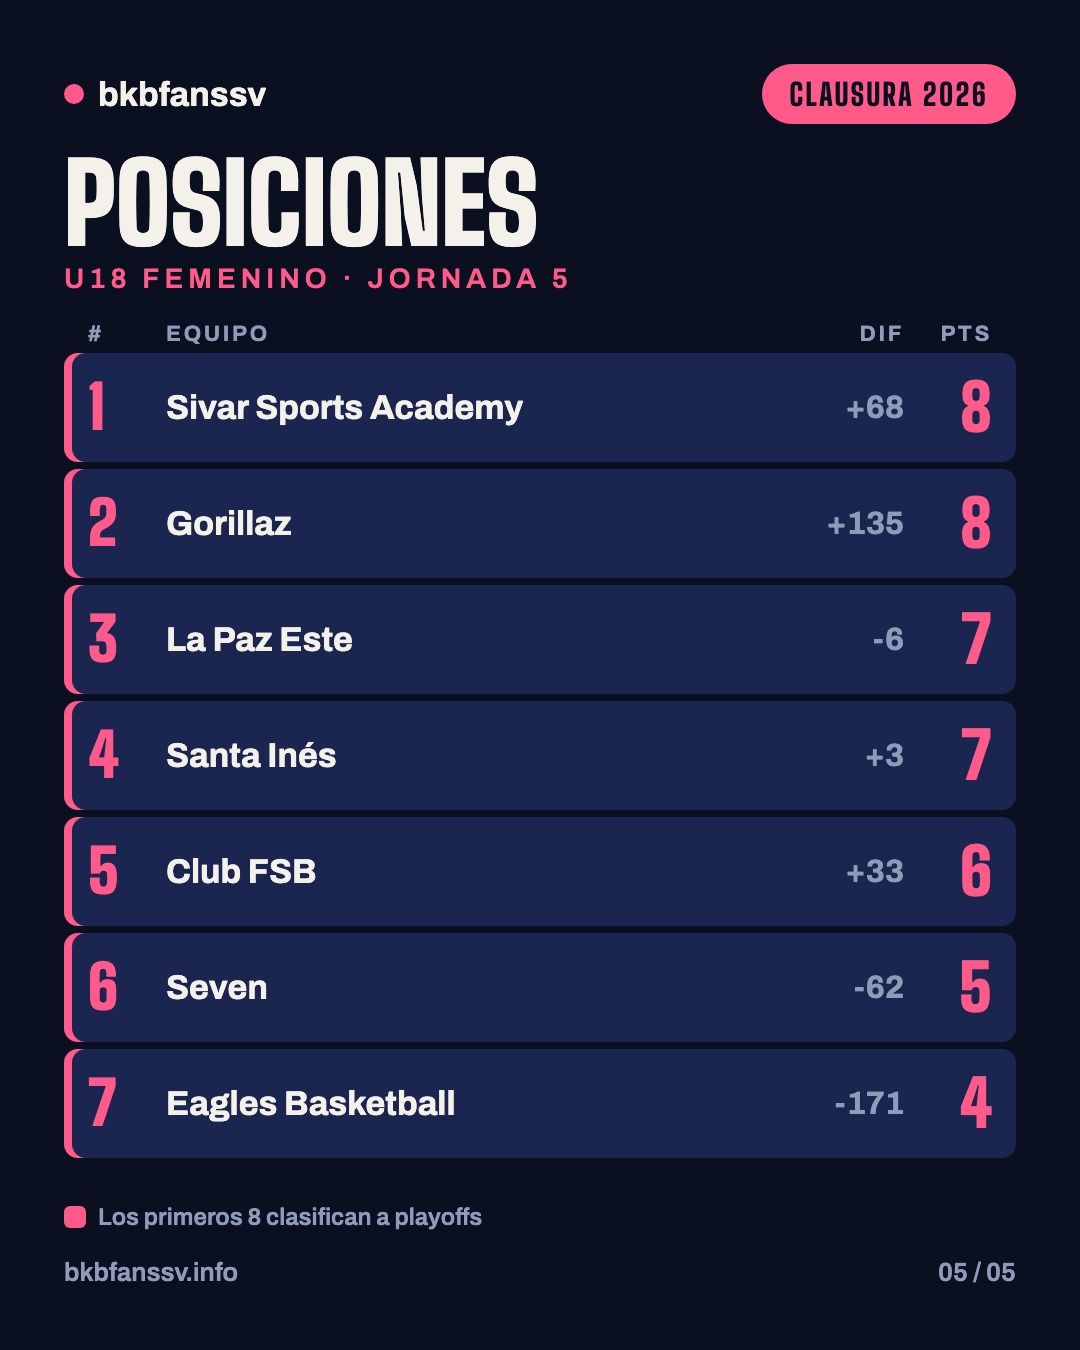 bkbfanssv
CLAUSURA 2026
POSICIONES
U18 FEMENINO · JORNADA 5
# EQUIPO DIF PTS
1 Sivar Sports Academy +68 8
2 Gorillaz +135 8
3 La Paz Este -6 7
4 Santa Inés +3 7
5 Club FSB +33 6
6 Seven -62 5
7 Eagles Basketball -171 4
Los primeros 8 clasifican a playoffs
bkbfanssv.info 05 / 05